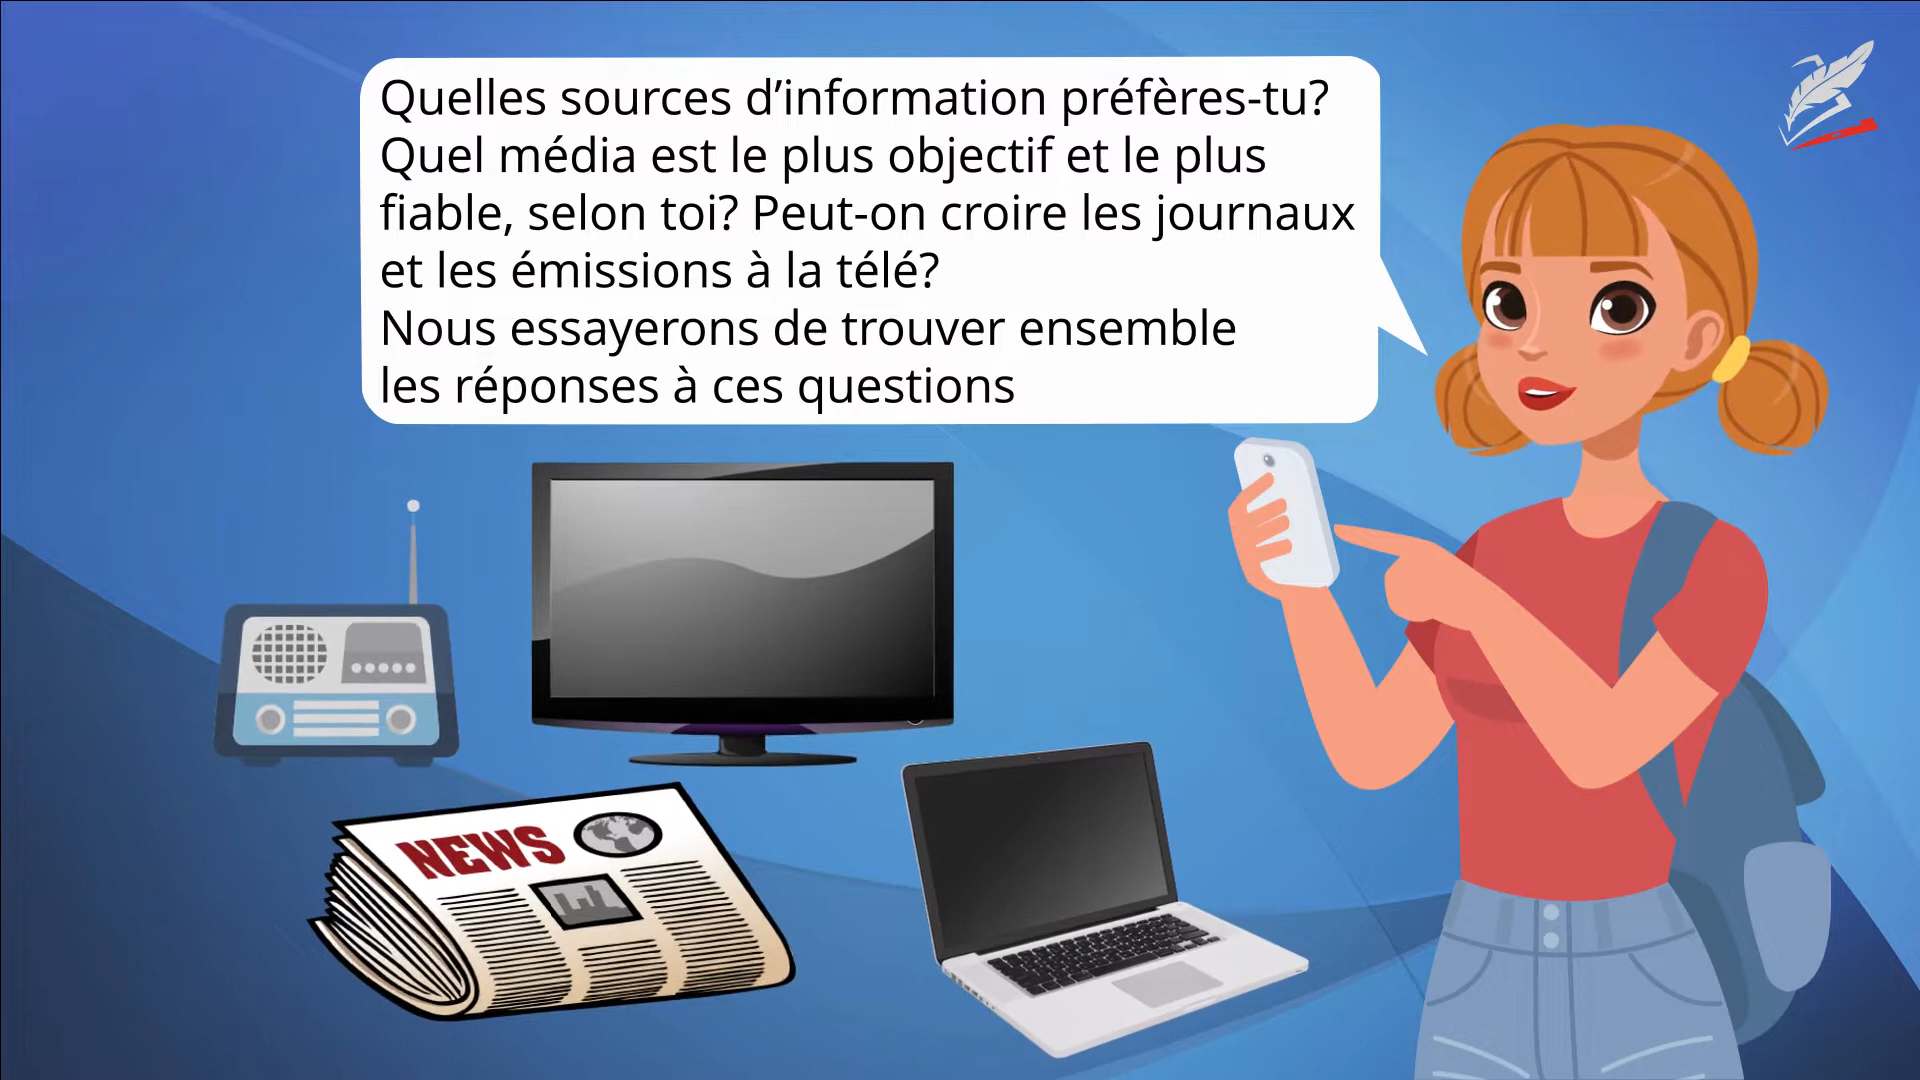 Quelles sources d’information préfères-tu?
Quel média est le plus objectif et le plus
fiable, selon toi? Peut-on croire les journaux
et les émissions à la télé?
Nous essayerons de trouver ensemble
les réponses à ces questions
NEWS